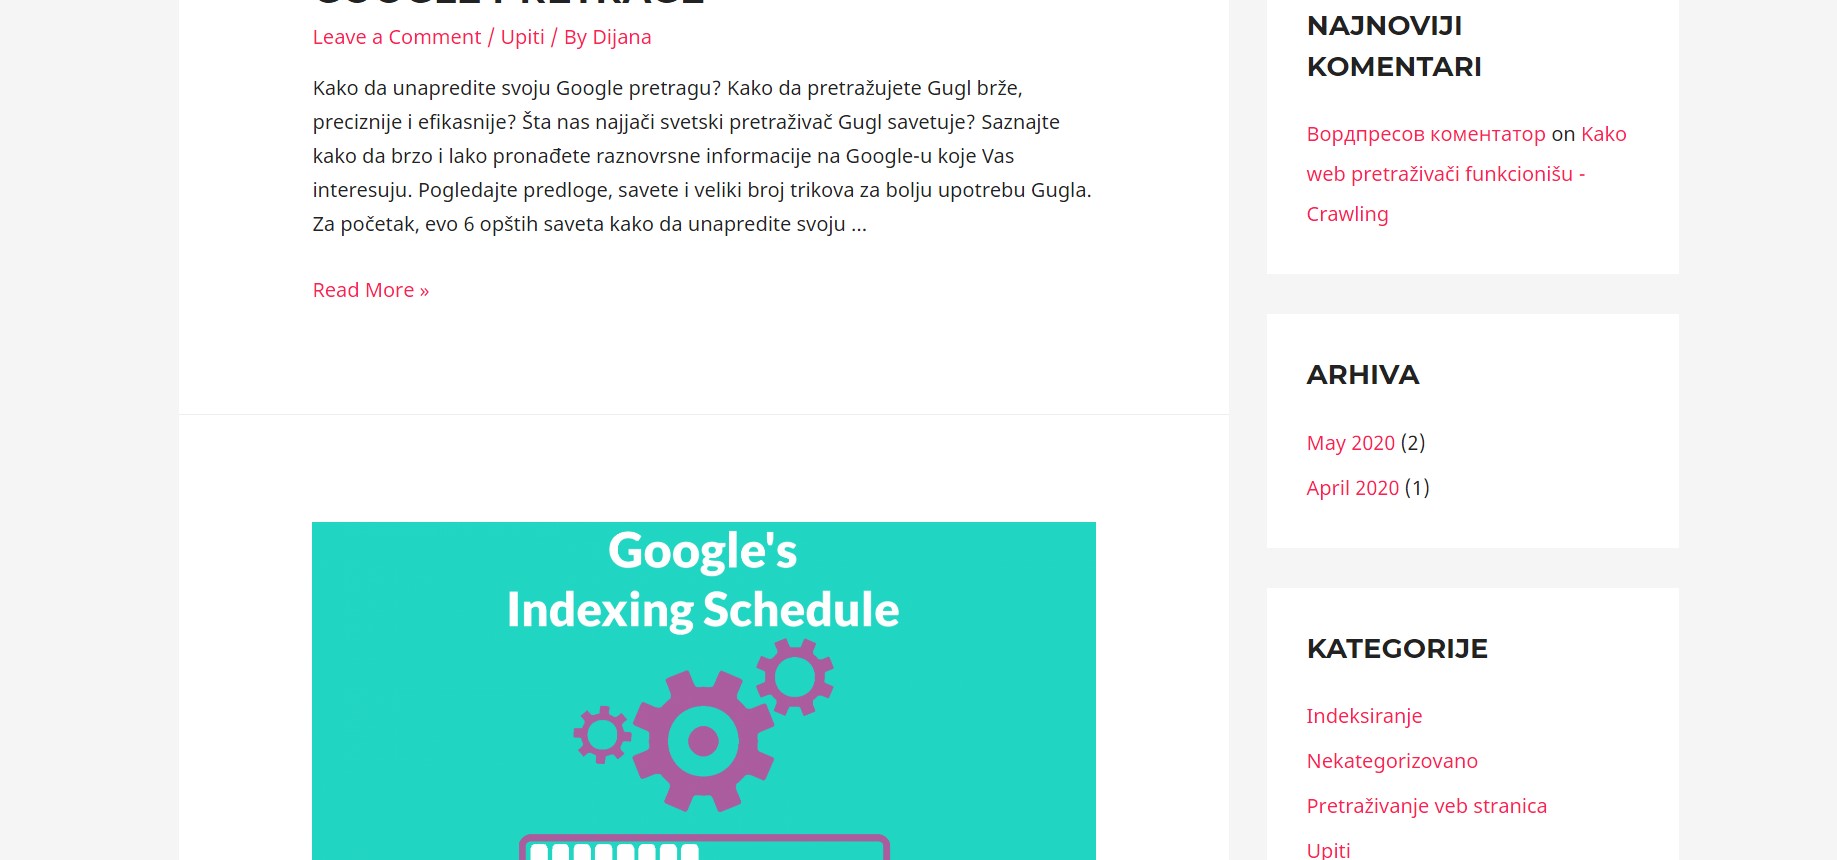 GOOGLE PRETRAGE
Leave a Comment / Upiti / By Dijana
Kako da unapredite svoju Google pretragu? Kako da pretražujete Gugl brže,
preciznije i efikasnije? Šta nas najjači svetski pretraživač Gugl savetuje? Saznajte
kako da brzo i lako pronađete raznovrsne informacije na Google-u koje Vas
interesuju. Pogledajte predloge, savete i veliki broj trikova za bolju upotrebu Gugla.
Za početak, evo 6 opštih saveta kako da unapredite svoju ...
Read More »
Google's
Indexing Schedule
NAJNOVIJI
KOMENTARI
Вордпресов коментатор on Kako
web pretraživači funkcionišu -
Crawling
ARHIVA
May 2020 (2)
April 2020 (1)
KATEGORIJE
Indeksiranje
Nekategorizovano
Pretraživanje veb stranica
Upiti